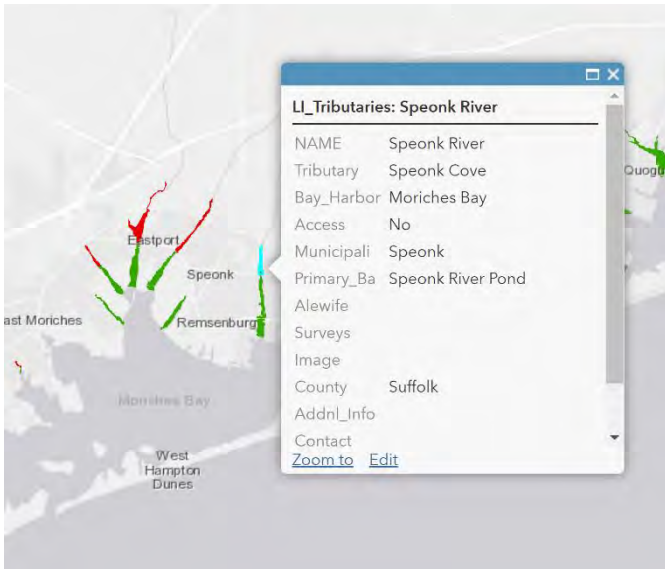 LI_Tributaries: Speonk River
NAME Speonk River
Tributary Speonk Cove
Bay_Harbor Moriches Bay
Access No
Municipali Speonk
Primary_Ba Speonk River Pond
Alewife
Surveys
Image
County Suffolk
Addnl_Info
Contact
Zoom to Edit
Eastport
Speonk
ast Moriches
Remsenburg
Moriches Bay
West
Hampton
Dunes
Quogu